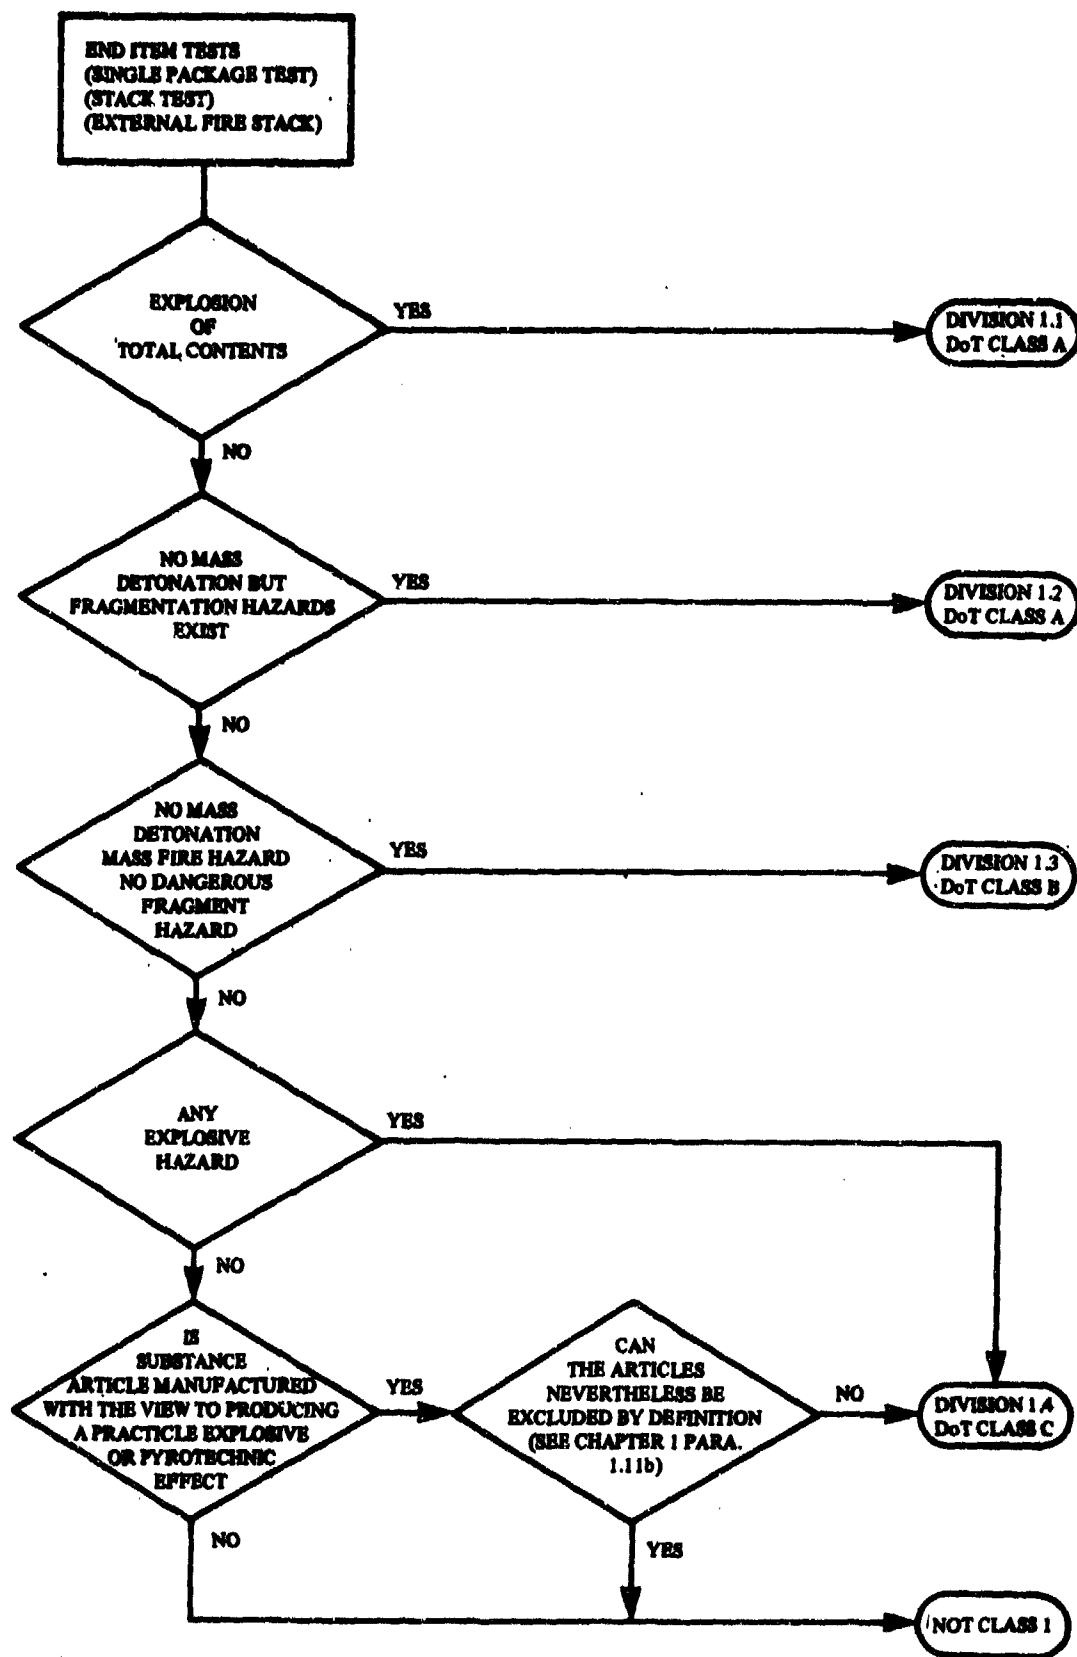 END ITEM TESTS
(SINGLE PACKAGE TEST)
(STACK TEST)
(EXTERNAL FIRE STACK)
EXPLOSION
OF
TOTAL CONTENTS
YES
DIVISION 1.1
DoT CLASS A
NO
NO MASS
DETONATION BUT
FRAGMENTATION HAZARDS
EXIST
YES
DIVISION 1.2
DoT CLASS A
NO
NO MASS
DETONATION
MASS FIRE HAZARD
NO DANGEROUS
FRAGMENT
HAZARD
YES
DIVISION 1.3
DoT CLASS B
NO
ANY
EXPLOSIVE
HAZARD
YES
NO
IS
SUBSTANCE
ARTICLE MANUFACTURED
WITH THE VIEW TO PRODUCING
A PRACTICLE EXPLOSIVE
OR PYROTECHNIC
EFFECT
YES
CAN
THE ARTICLES
NEVERTHELESS BE
EXCLUDED BY DEFINITION
(SEE CHAPTER 1 PARA.
1.11b)
NO
DIVISION 1.4
DoT CLASS C
NO
YES
NOT CLASS 1